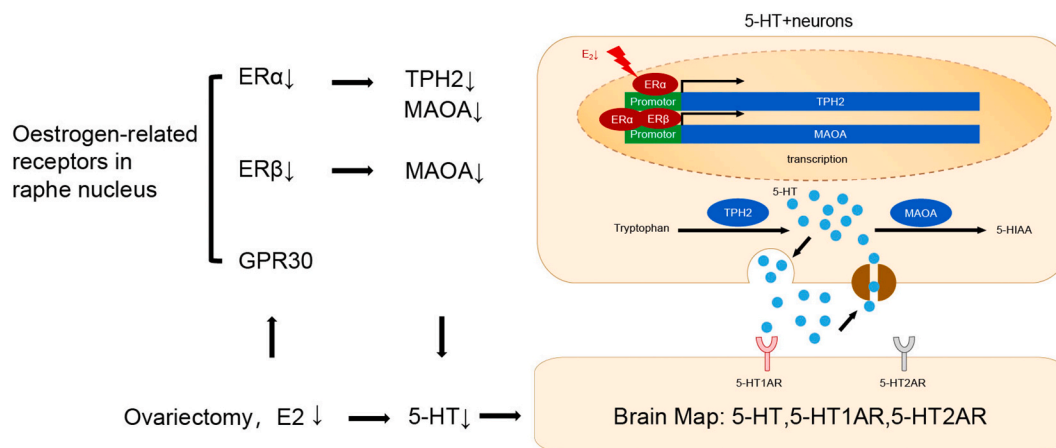 ERα↓
TPH2↓
MAOA↓
Oestrogen-related
receptors in
raphe nucleus
ERβ↓
MAOA↓
GPR30
Ovariectomy, E2 ↓
5-HT↓
5-HT+neurons
E₂↓
ERα
Promotor
TPH2
ERα
ERβ
Promotor
MAOA
transcription
5-HT
Tryptophan
TPH2
MAOA
5-HIAA
5-HT1AR
5-HT2AR
Brain Map: 5-HT,5-HT1AR,5-HT2AR